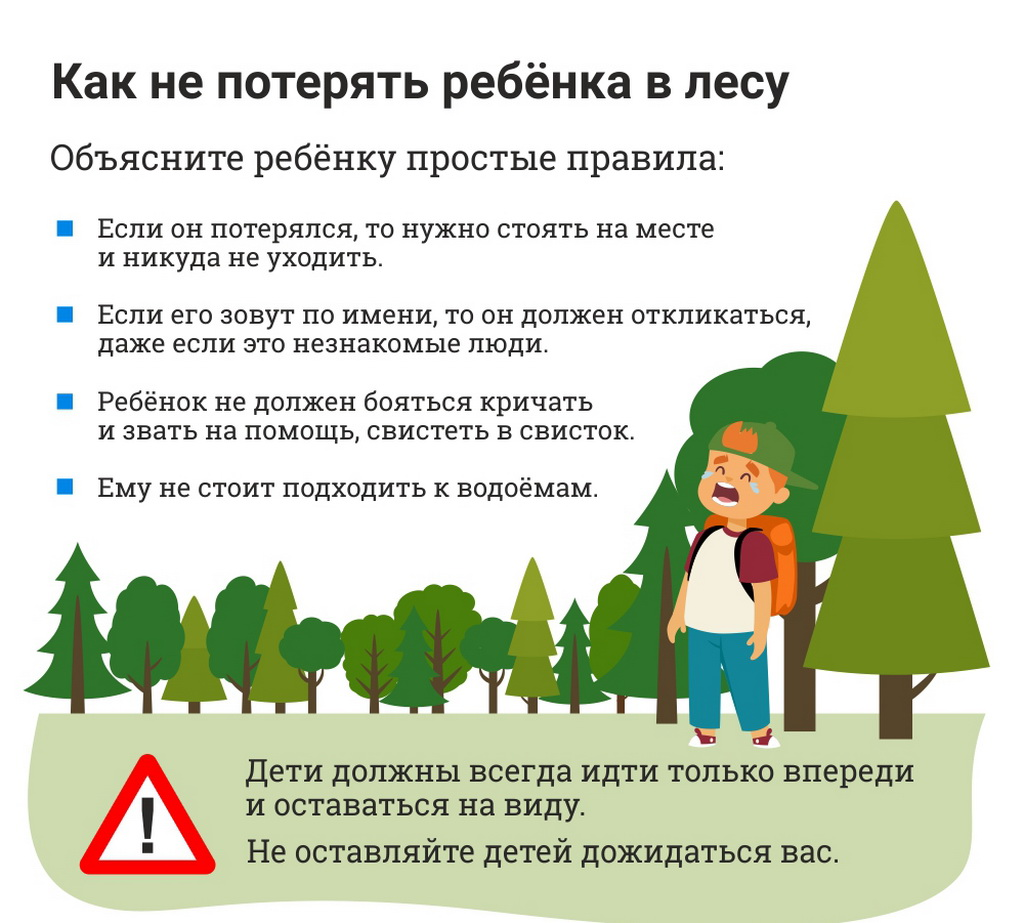 Как не потерять ребёнка в лесу
Объясните ребёнку простые правила:
Если он потерялся, то нужно стоять на месте
и никуда не уходить.
Если его зовут по имени, то он должен откликаться,
даже если это незнакомые люди.
Ребёнок не должен бояться кричать
и звать на помощь, свистеть в свисток.
Ему не стоит подходить к водоёмам.
!
Дети должны всегда идти только впереди
и оставаться на виду.
Не оставляйте детей дожидаться вас.